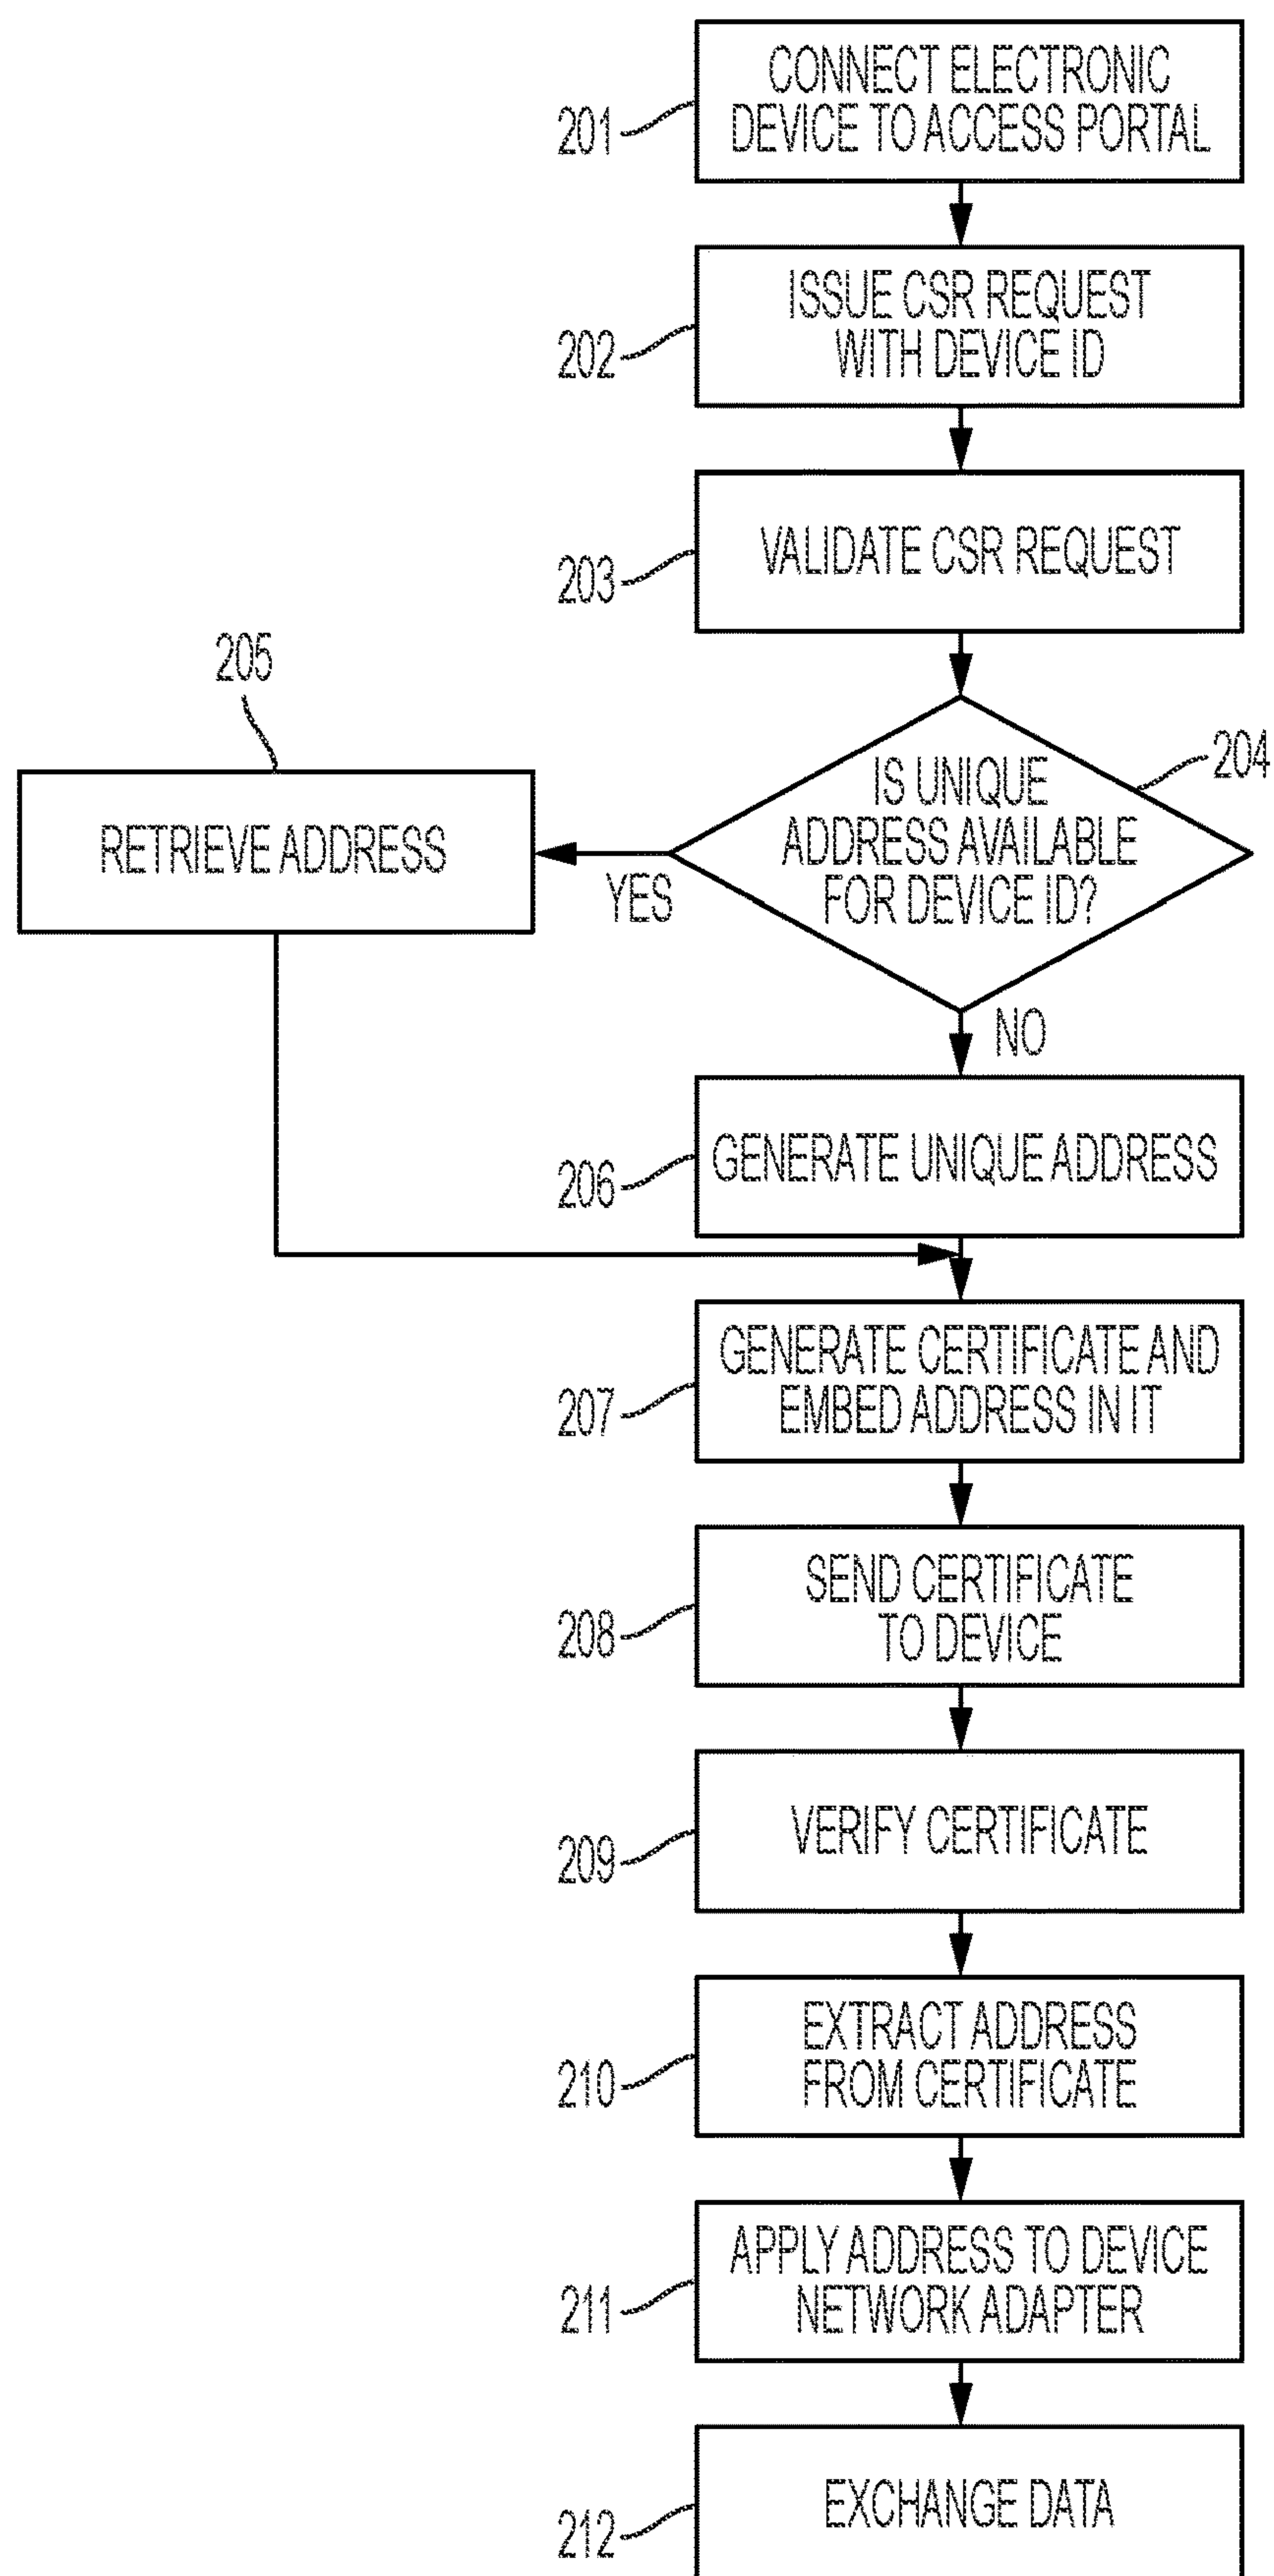 CONNECT ELECTRONIC
DEVICE TO ACCESS PORTAL
201
ISSUE CSR REQUEST
WITH DEVICE ID
202
VALIDATE CSR REQUEST
203
205
204
IS UNIQUE
ADDRESS AVAILABLE
FOR DEVICE ID?
RETRIEVE ADDRESS
YES
NO
GENERATE UNIQUE ADDRESS
206
GENERATE CERTIFICATE AND
EMBED ADDRESS IN IT
207
SEND CERTIFICATE
TO DEVICE
208
VERIFY CERTIFICATE
209
EXTRACT ADDRESS
FROM CERTIFICATE
210
APPLY ADDRESS TO DEVICE
NETWORK ADAPTER
211
EXCHANGE DATA
212